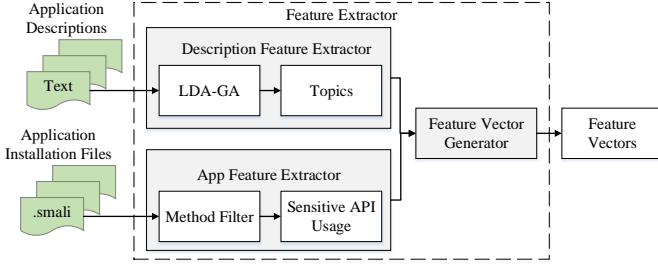 Application
Descriptions
Text
Feature Extractor
Description Feature Extractor
LDA-GA
Topics
Application
Installation Files
.smali
App Feature Extractor
Method Filter
Sensitive API
Usage
Feature Vector
Generator
Feature
Vectors